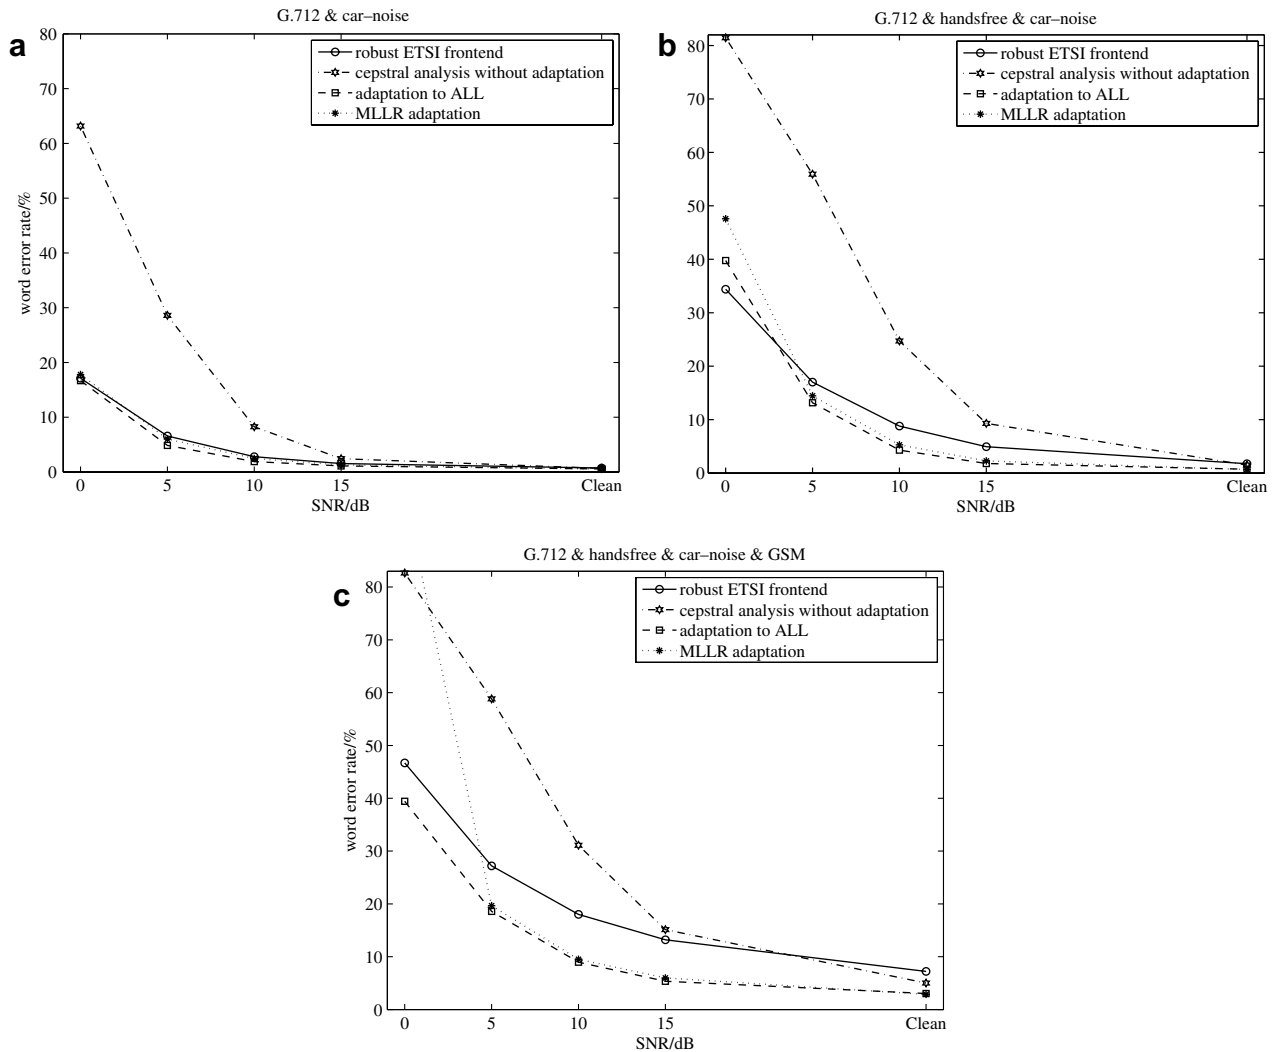 G.712 & car–noise
a
robust ETSI frontend
cepstral analysis without adaptation
adaptation to ALL
MLLR adaptation
80
70
60
50
40
30
20
10
0
word error rate/%
0 5 10 15 Clean
SNR/dB
G.712 & handsfree & car–noise
b
robust ETSI frontend
cepstral analysis without adaptation
adaptation to ALL
MLLR adaptation
80
70
60
50
40
30
20
10
0
0 5 10 15 Clean
SNR/dB
G.712 & handsfree & car–noise & GSM
c
robust ETSI frontend
cepstral analysis without adaptation
adaptation to ALL
MLLR adaptation
80
70
60
50
40
30
20
10
0
word error rate/%
0 5 10 15 Clean
SNR/dB